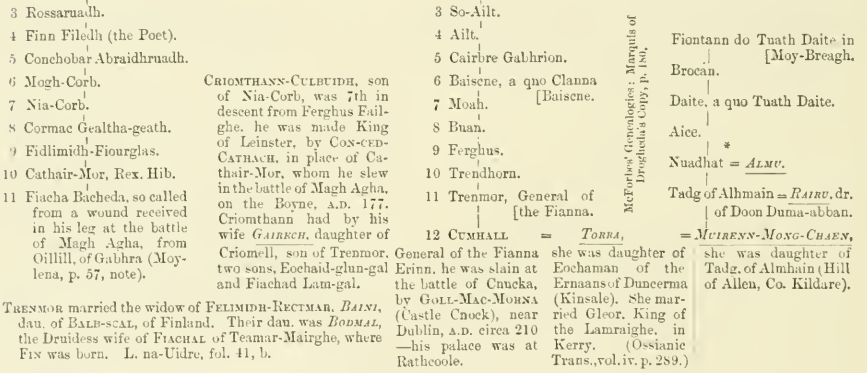 3 Rossaruadh.
4 Finn Filedh (the Poet).
5 Conchobar Abraidhruadh.
6 Mogh-Corb.
7 Nia-Corb.
8 Cormac Gealtha-geath.
9 Fidlimidh-Fiourglas.
10 Cathair-Mor, Rex. Hib.
11 Fiacha Bacheda, so called
from a wound received
in his leg at the battle
of Magh Agha, from
Oillill, of Gabhra (Moy-
lena, p. 57, note).
CRIOMTHANN-CULBUIDH, son
of Nia-Corb, was 7th in
descent from Ferghus Fail-
ghe. he was made King
of Leinster, by CON-CED-
CATHACH, in place of Ca-
thair-Mor, whom he slew
in the battle of Magh Agha,
on the Boyne, A.D. 177.
Criomthann had by his
wife GAIRECH, daughter of
Criomell, son of Trenmor.
two sons, Eochaid-glun-gal
and Fiachad Lam-gal.
TRENMOR married the widow of FELIMIDH-RECTMAR, BAINI,
dau. of BALB-SCAL, of Finland. Their dau. was BODMAL,
the Druidess wife of FIACHAL of Teamar-Mairghe, where
FIN was born. L. na-Uidre, fol. 41, b.
3 So-Ailt.
4 Ailt.
5 Cairbre Gabhrion.
6 Baiscne, a quo Clanna
[Baiscne.
7 Moah.
8 Buan.
9 Ferghus.
10 Trendhorn.
11 Trenmor, General of
[the Fianna.
12 CUMHALL = TORRA, = MUIRENN-MONG-CHAEN,
General of the Fianna
Erinn. he was slain at
the battle of Cnucka,
by GOLL-MAC-MORNA
(Castle Cnock), near
Dublin, A.D. circa 210
—his palace was at
Rathcoole.
she was daughter of
Eochaman of the
Ernaans of Duncerma
(Kinsale). She mar-
ried Gleor, King of
the Lamraighe, in
Kerry. (Ossianic
Trans., vol. iv. p. 289.)
McForbes' Genealogies: Marquis of
Drogheda's Copy, p. 180.
Fiontann do Tuath Daite in
[Moy-Breagh.
Brocan.
Daite, a quo Tuath Daite.
Aice.
*
Nuadhat = ALMU.
Tadg of Alhmain = RAIRU, dr.
of Doon Duma-abban.
she was daughter of
Tadg, of Almhain (Hill
of Allen, Co. Kildare).